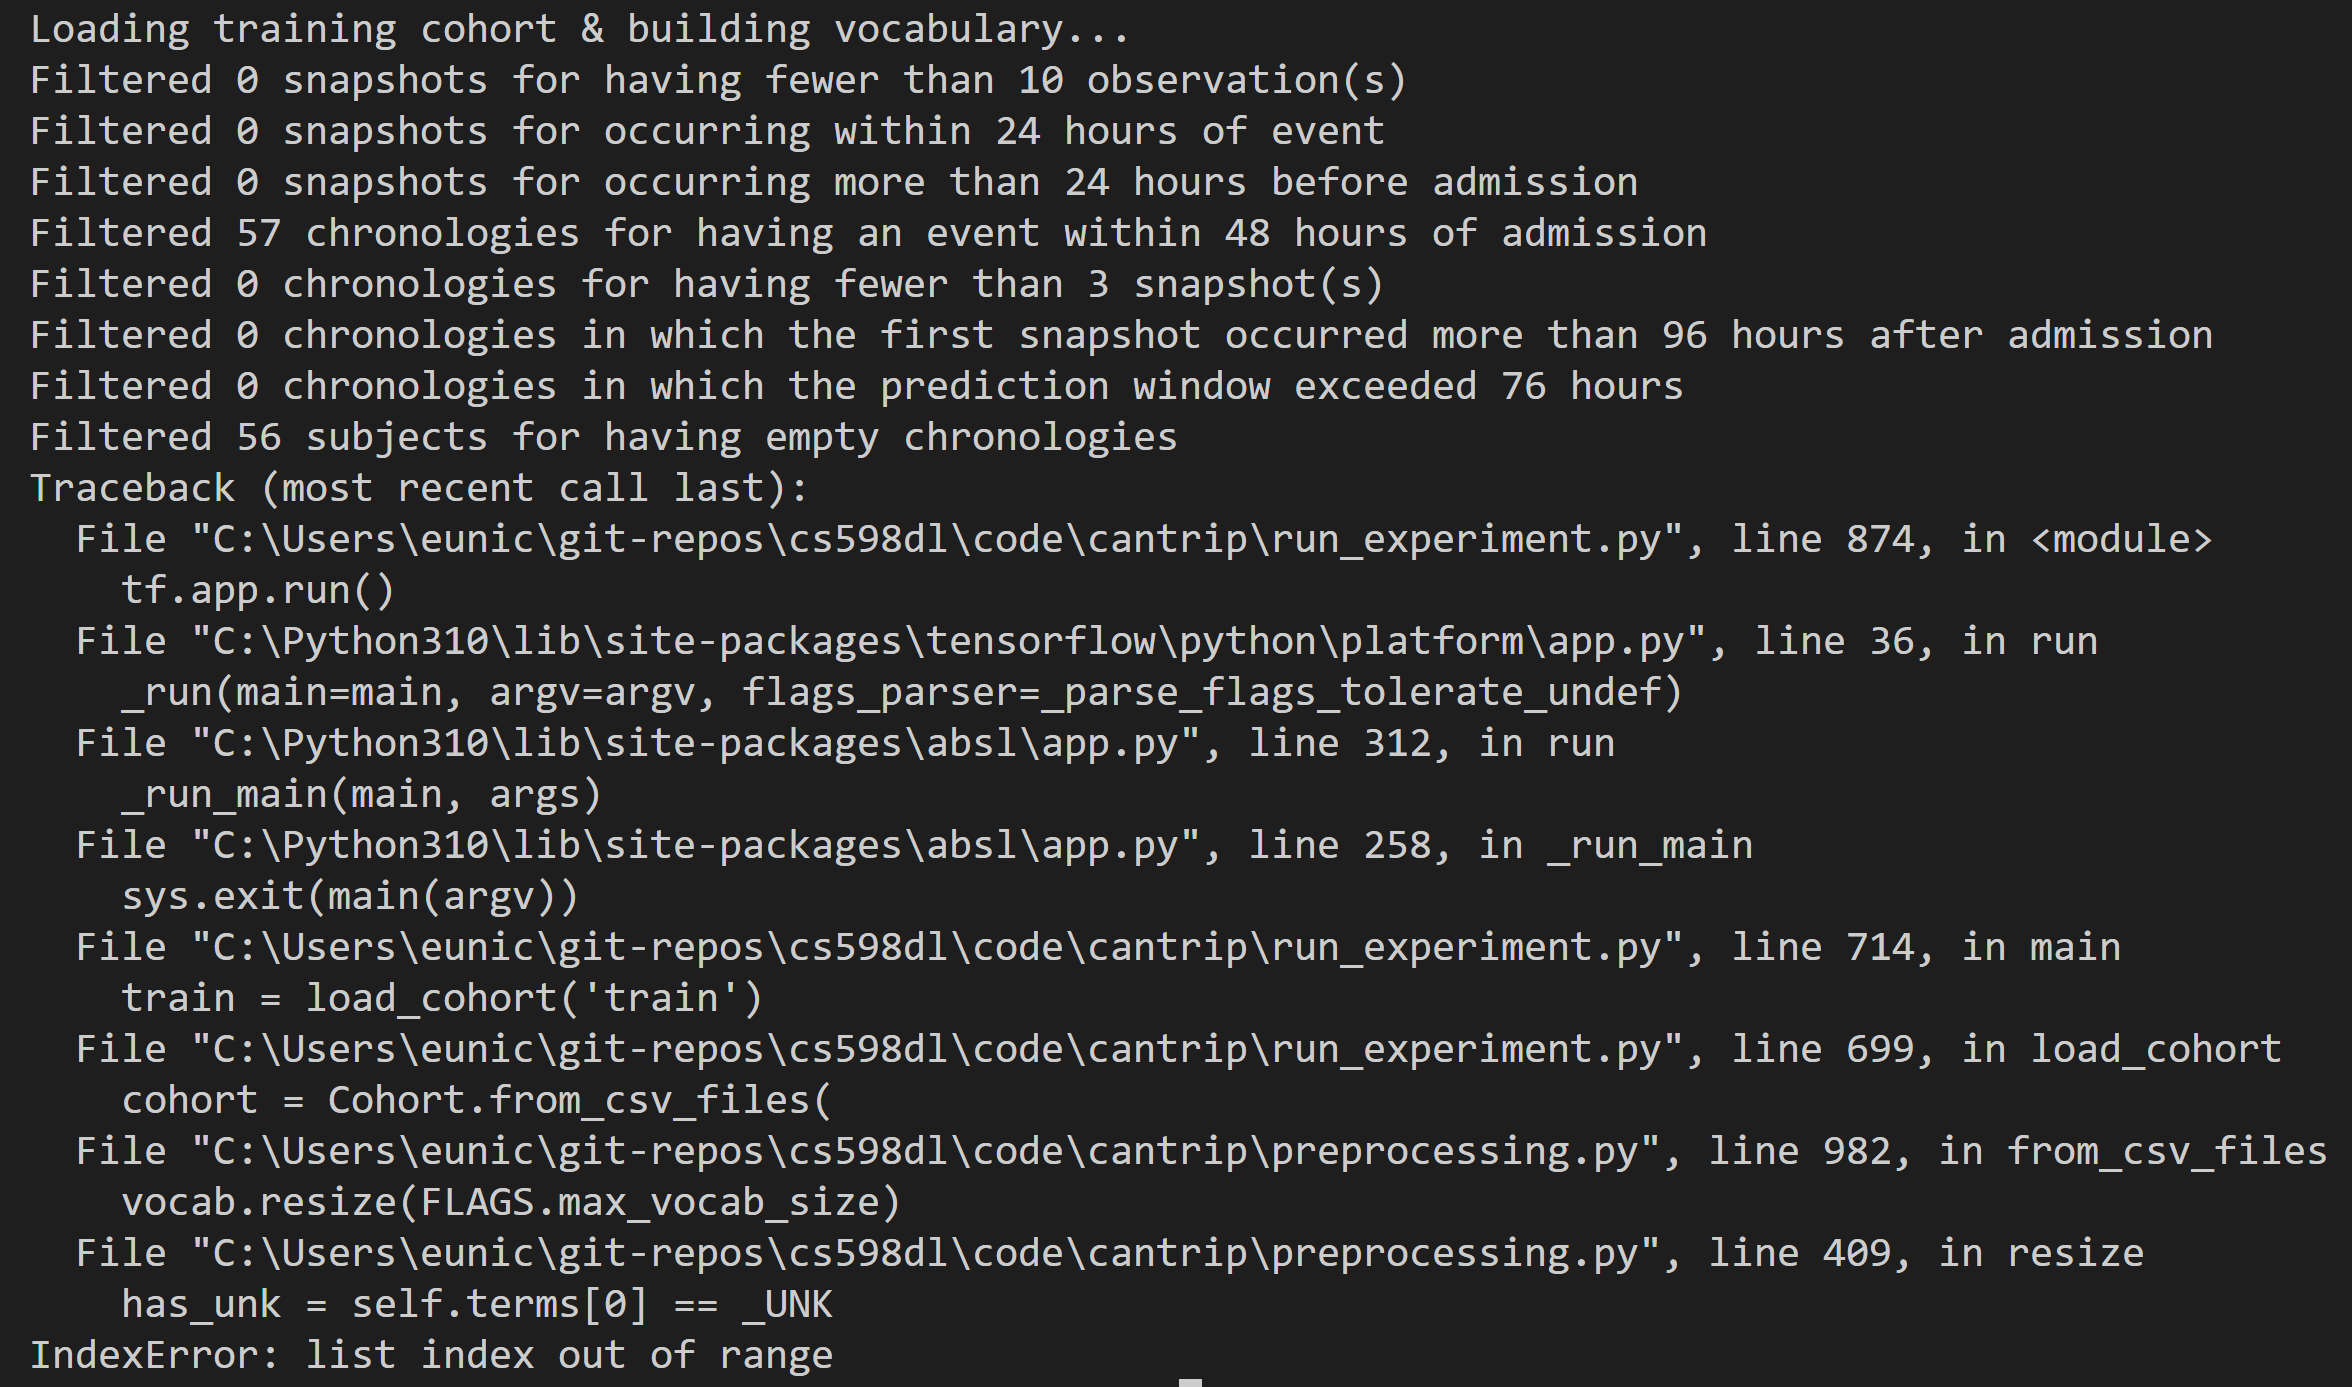 Loading training cohort & building vocabulary...
Filtered 0 snapshots for having fewer than 10 observation(s)
Filtered 0 snapshots for occurring within 24 hours of event
Filtered 0 snapshots for occurring more than 24 hours before admission
Filtered 57 chronologies for having an event within 48 hours of admission
Filtered 0 chronologies for having fewer than 3 snapshot(s)
Filtered 0 chronologies in which the first snapshot occurred more than 96 hours after admission
Filtered 0 chronologies in which the prediction window exceeded 76 hours
Filtered 56 subjects for having empty chronologies
Traceback (most recent call last):
  File "C:\Users\eunic\git-repos\cs598dl\code\cantrip\run_experiment.py", line 874, in <module>
    tf.app.run()
  File "C:\Python310\lib\site-packages\tensorflow\python\platform\app.py", line 36, in run
    _run(main=main, argv=argv, flags_parser=_parse_flags_tolerate_undef)
  File "C:\Python310\lib\site-packages\absl\app.py", line 312, in run
    _run_main(main, args)
  File "C:\Python310\lib\site-packages\absl\app.py", line 258, in _run_main
    sys.exit(main(argv))
  File "C:\Users\eunic\git-repos\cs598dl\code\cantrip\run_experiment.py", line 714, in main
    train = load_cohort('train')
  File "C:\Users\eunic\git-repos\cs598dl\code\cantrip\run_experiment.py", line 699, in load_cohort
    cohort = Cohort.from_csv_files(
  File "C:\Users\eunic\git-repos\cs598dl\code\cantrip\preprocessing.py", line 982, in from_csv_files
    vocab.resize(FLAGS.max_vocab_size)
  File "C:\Users\eunic\git-repos\cs598dl\code\cantrip\preprocessing.py", line 409, in resize
    has_unk = self.terms[0] == _UNK
IndexError: list index out of range